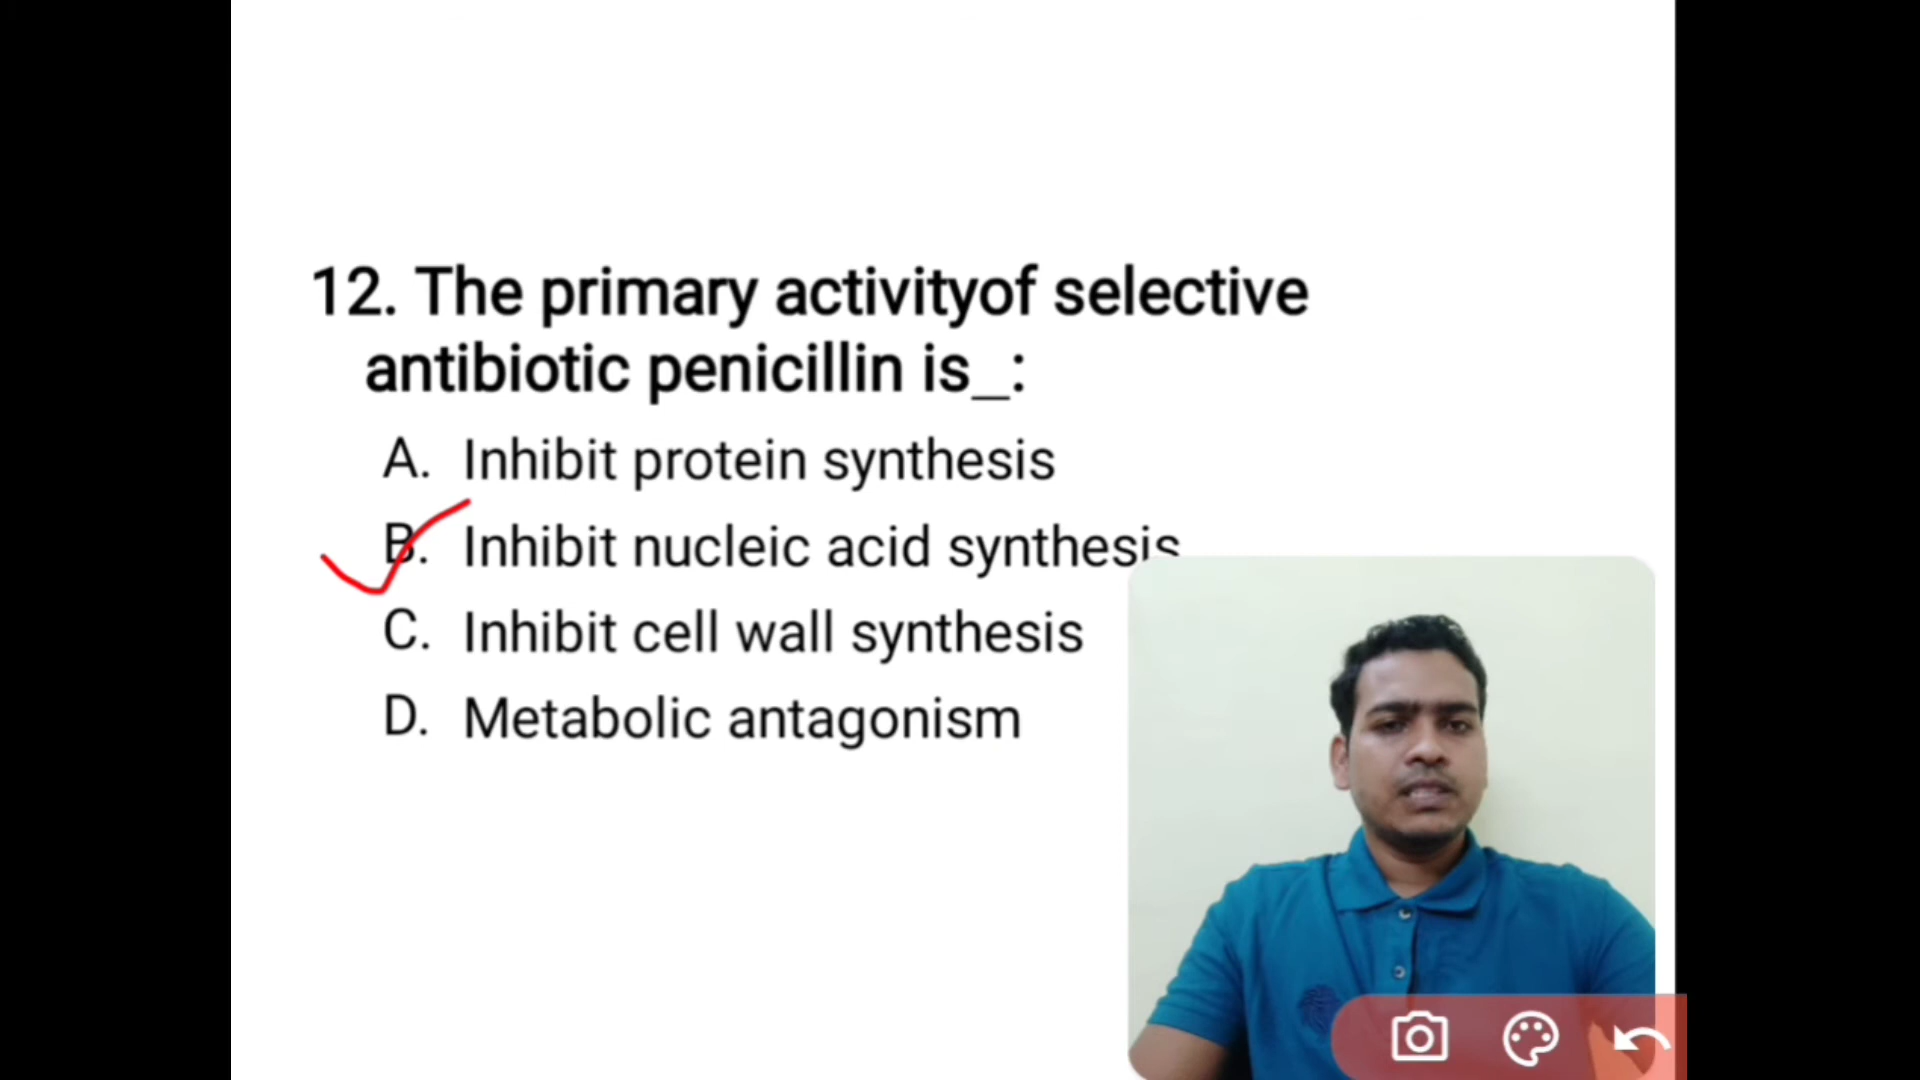 12. The primary activityof selective
antibiotic penicillin is_:
A. Inhibit protein synthesis
B. Inhibit nucleic acid synthesis
C. Inhibit cell wall synthesis
D. Metabolic antagonism